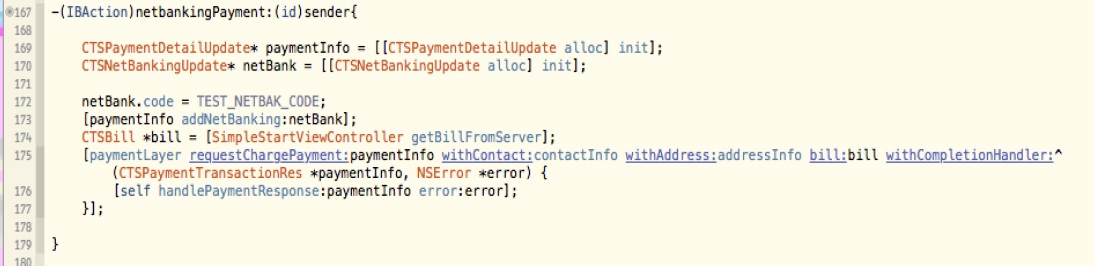 167 -(IBAction)netbankingPayment:(id)sender{
168
169 CTSPaymentDetailUpdate* paymentInfo = [[CTSPaymentDetailUpdate alloc] init];
170 CTSNetBankingUpdate* netBank = [[CTSNetBankingUpdate alloc] init];
171
172 netBank.code = TEST_NETBAK_CODE;
173 [paymentInfo addNetBanking:netBank];
174 CTSBill *bill = [SimpleStartViewController getBillFromServer];
175 [paymentLayer requestChargePayment:paymentInfo withContact:contactInfo withAddress:addressInfo bill:bill withCompletionHandler:^
(CTSPaymentTransactionRes *paymentInfo, NSError *error) {
176 [self handlePaymentResponse:paymentInfo error:error];
177 }];
178
179 }
180